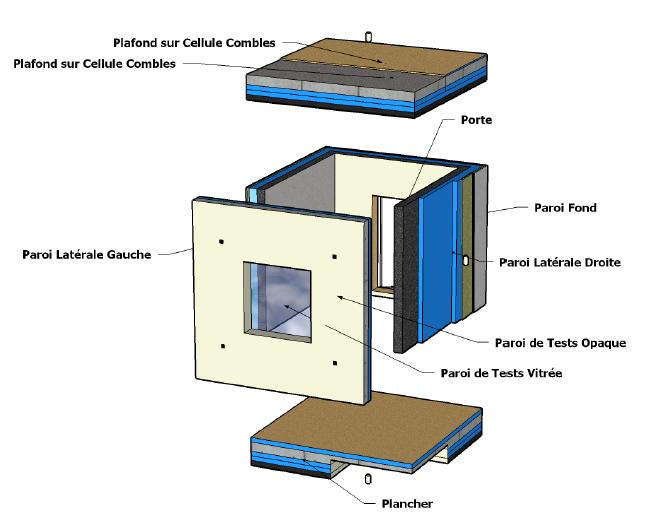 Plafond sur Cellule Combles
Plafond sur Cellule Combles
Porte
Paroi Fond
Paroi Latérale Gauche
Paroi Latérale Droite
Paroi de Tests Opaque
Paroi de Tests Vitrée
Plancher